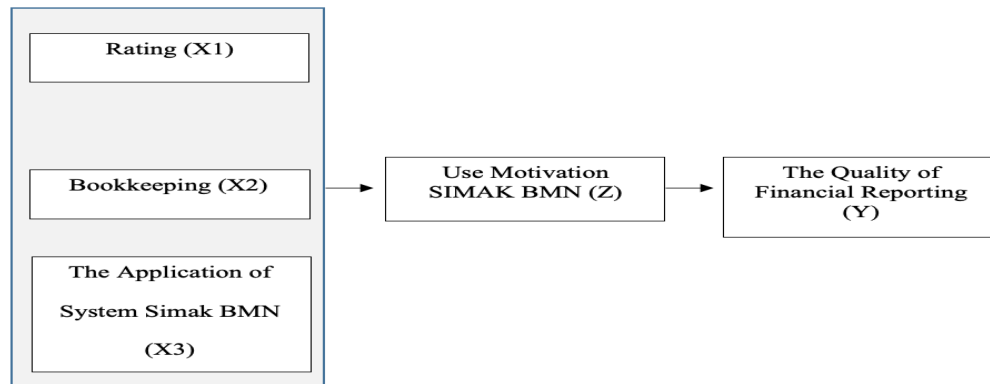 Rating (X1)
Bookkeeping (X2)
The Application of
System Simak BMN
(X3)
Use Motivation
SIMAK BMN (Z)
The Quality of
Financial Reporting
(Y)